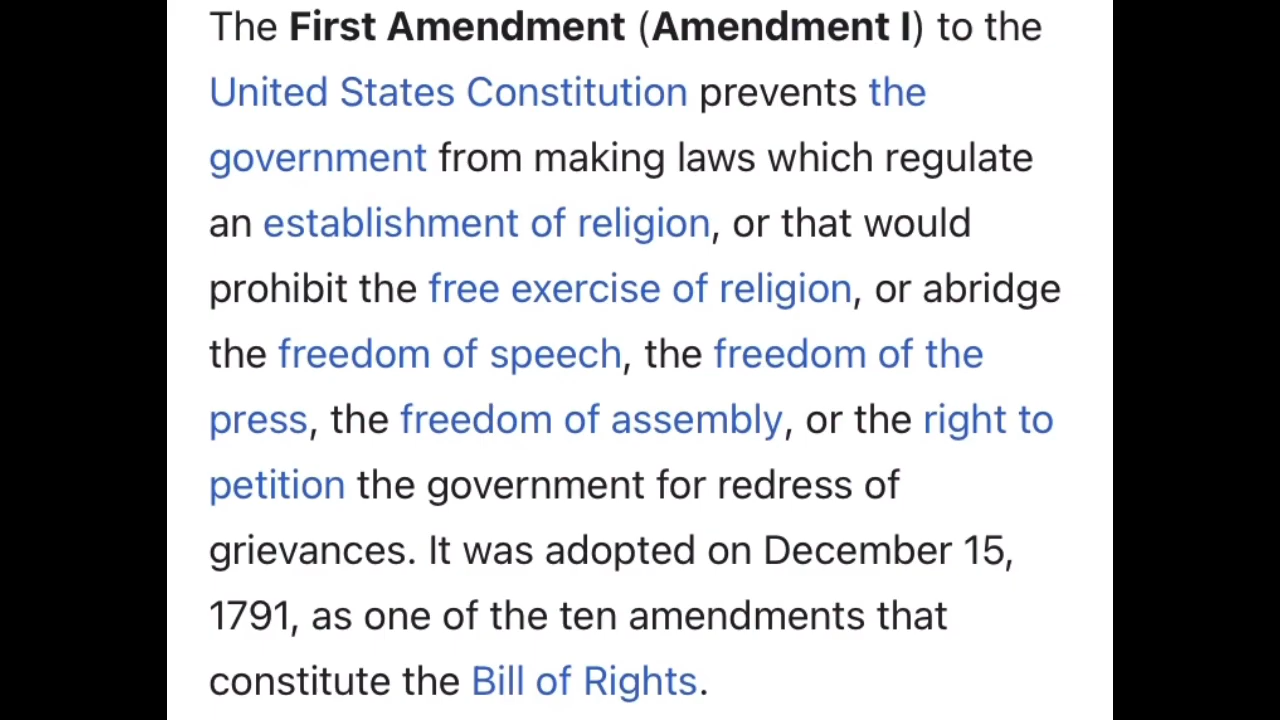 The First Amendment (Amendment I) to the
United States Constitution prevents the
government from making laws which regulate
an establishment of religion, or that would
prohibit the free exercise of religion, or abridge
the freedom of speech, the freedom of the
press, the freedom of assembly, or the right to
petition the government for redress of
grievances. It was adopted on December 15,
1791, as one of the ten amendments that
constitute the Bill of Rights.